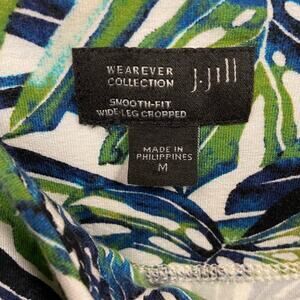 WEAREVER
COLLECTION
J.Jill
SMOOTH-FIT
WIDE-LEG CROPPED
MADE IN
PHILIPPINES
M